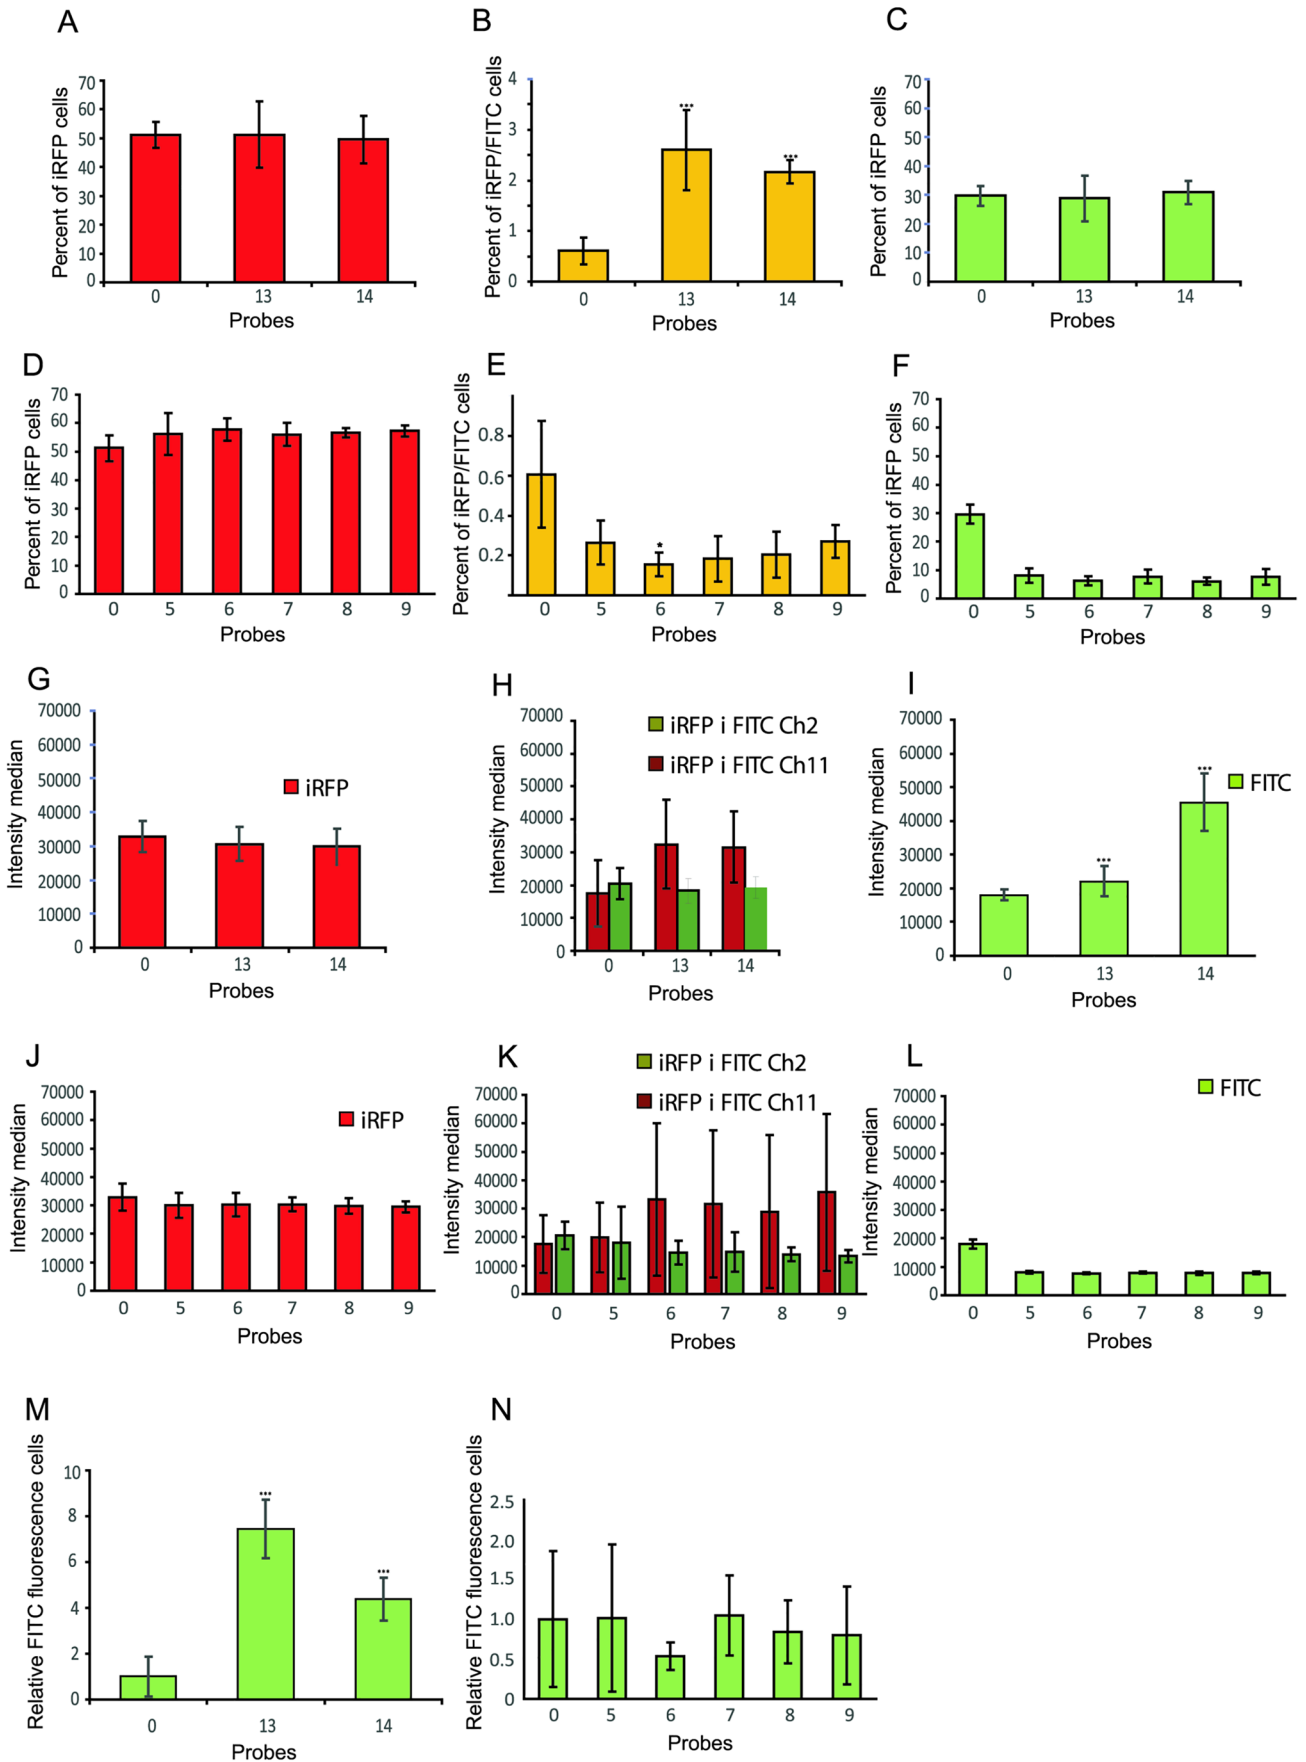 A
Percent of iRFP cells
70
60
50
40
30
20
10
0
0 13 14
Probes
B
Percent of iRFP/FITC cells
4
3
2
1
0
***
***
0 13 14
Probes
C
Percent of iRFP cells
70
60
50
40
30
20
10
0
0 13 14
Probes
D
Percent of iRFP cells
70
60
50
40
30
20
10
0
0 5 6 7 8 9
Probes
E
Percent of iRFP/FITC cells
0.8
0.6
0.4
0.2
*
0 5 6 7 8 9
Probes
F
Percent of iRFP cells
70
60
50
40
30
20
10
0
0 5 6 7 8 9
Probes
G
Intensity median
70000
60000
50000
40000
30000
20000
10000
0
iRFP
0 13 14
Probes
H
Intensity median
70000
60000
50000
40000
30000
20000
10000
0
iRFP i FITC Ch2
iRFP i FITC Ch11
0 13 14
Probes
I
Intensity median
70000
60000
50000
40000
30000
20000
10000
0
***
***
FITC
0 13 14
Probes
J
Intensity median
70000
60000
50000
40000
30000
20000
10000
0
iRFP
0 5 6 7 8 9
Probes
K
Intensity median
70000
60000
50000
40000
30000
20000
10000
0
iRFP i FITC Ch2
iRFP i FITC Ch11
0 5 6 7 8 9
Probes
L
Intensity median
70000
60000
50000
40000
30000
20000
10000
0
FITC
0 5 6 7 8 9
Probes
M
Relative FITC fluorescence cells
10
8
6
4
2
0
***
***
0 13 14
Probes
N
Relative FITC fluorescence cells
2.5
2.0
1.5
1.0
0.5
0
0 5 6 7 8 9
Probes